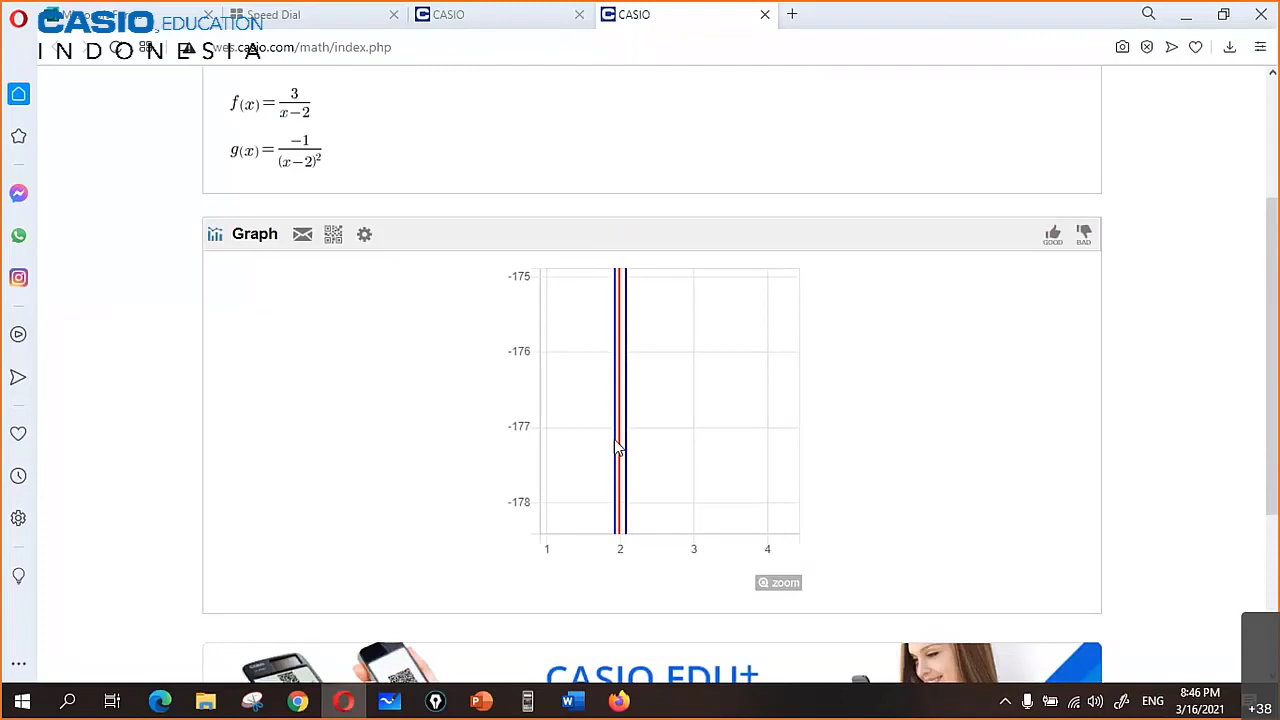 Speed Dial
CASIO
CASIO
CASIO EDUCATION
INDONESIA
wes.casio.com/math/index.php
f(x)=3/(x−2)
g(x)=−1/(x−2)²
Graph
GOOD
BAD
-175
-176
-177
-178
1 2 3 4
zoom
CASIO EDU+
ENG
8:46 PM
3/16/2021
+38